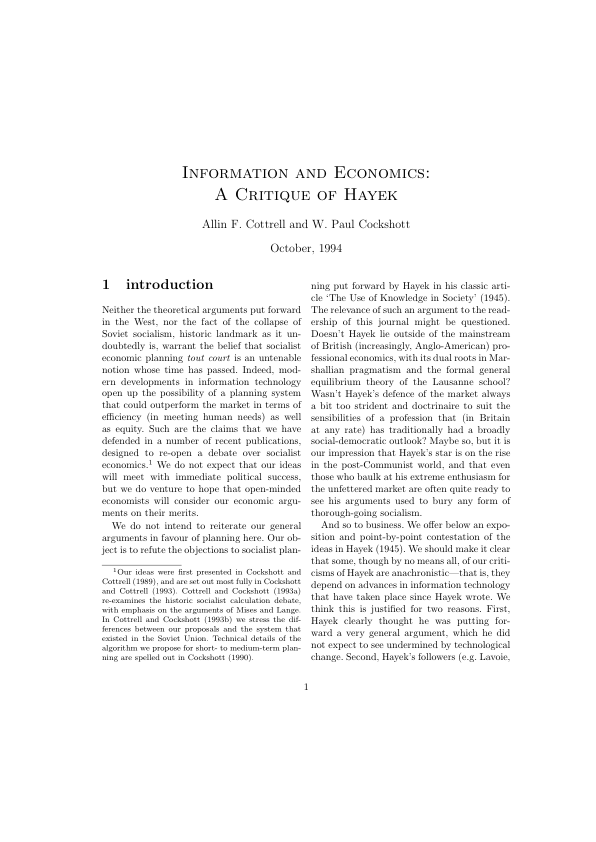 Information and Economics:
A Critique of Hayek
Allin F. Cottrell and W. Paul Cockshott
October, 1994
1 introduction
Neither the theoretical arguments put forward
in the West, nor the fact of the collapse of
Soviet socialism, historic landmark as it un-
doubtedly is, warrant the belief that socialist
economic planning tout court is an untenable
notion whose time has passed. Indeed, mod-
ern developments in information technology
open up the possibility of a planning system
that could outperform the market in terms of
efficiency (in meeting human needs) as well
as equity. Such are the claims that we have
defended in a number of recent publications,
designed to re-open a debate over socialist
economics.1 We do not expect that our ideas
will meet with immediate political success,
but we do venture to hope that open-minded
economists will consider our economic argu-
ments on their merits.
We do not intend to reiterate our general
arguments in favour of planning here. Our ob-
ject is to refute the objections to socialist plan-
1Our ideas were first presented in Cockshott and
Cottrell (1989), and are set out most fully in Cockshott
and Cottrell (1993). Cottrell and Cockshott (1993a)
re-examines the historic socialist calculation debate,
with emphasis on the arguments of Mises and Lange.
In Cottrell and Cockshott (1993b) we stress the dif-
ferences between our proposals and the system that
existed in the Soviet Union. Technical details of the
algorithm we propose for short- to medium-term plan-
ning are spelled out in Cockshott (1990).
ning put forward by Hayek in his classic arti-
cle ‘The Use of Knowledge in Society’ (1945).
The relevance of such an argument to the read-
ership of this journal might be questioned.
Doesn’t Hayek lie outside of the mainstream
of British (increasingly, Anglo-American) pro-
fessional economics, with its dual roots in Mar-
shallian pragmatism and the formal general
equilibrium theory of the Lausanne school?
Wasn’t Hayek’s defence of the market always
a bit too strident and doctrinaire to suit the
sensibilities of a profession that (in Britain
at any rate) has traditionally had a broadly
social-democratic outlook? Maybe so, but it is
our impression that Hayek’s star is on the rise
in the post-Communist world, and that even
those who baulk at his extreme enthusiasm for
the unfettered market are often quite ready to
see his arguments used to bury any form of
thorough-going socialism.
And so to business. We offer below an expo-
sition and point-by-point contestation of the
ideas in Hayek (1945). We should make it clear
that some, though by no means all, of our criti-
cisms of Hayek are anachronistic—that is, they
depend on advances in information technology
that have taken place since Hayek wrote. We
think this is justified for two reasons. First,
Hayek clearly thought he was putting for-
ward a very general argument, which he did
not expect to see undermined by technological
change. Second, Hayek’s followers (e.g. Lavoie,
1